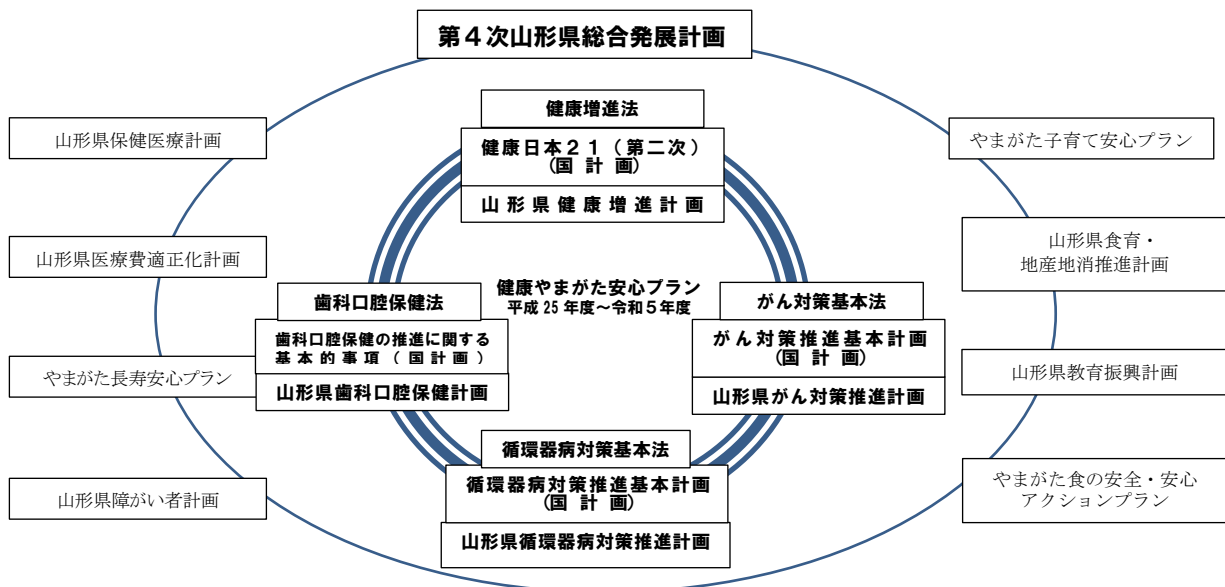 第４次山形県総合発展計画
健康増進法
健康日本２１（第二次）
(国 計 画)
山形県健康増進計画
山形県保健医療計画
やまがた子育て安心プラン
山形県医療費適正化計画
山形県食育・
地産地消推進計画
健康やまがた安心プラン
平成 25 年度～令和５年度
歯科口腔保健法
歯科口腔保健の推進に関する
基本的事項（国計画）
山形県歯科口腔保健計画
がん対策基本法
がん対策推進基本計画
(国 計 画)
山形県がん対策推進計画
やまがた長寿安心プラン
山形県教育振興計画
循環器病対策基本法
循環器病対策推進基本計画
(国 計 画)
山形県循環器病対策推進計画
山形県障がい者計画
やまがた食の安全・安心
アクションプラン